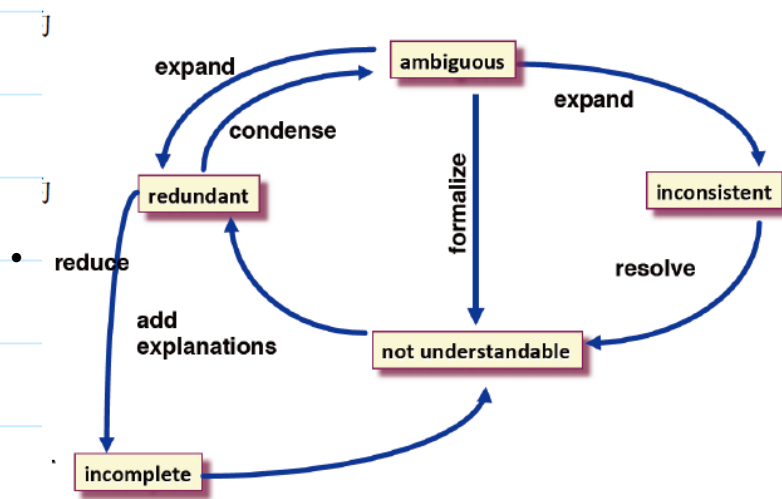 ambiguous
expand
expand
condense
redundant
formalize
inconsistent
reduce
resolve
add
explanations
not understandable
incomplete